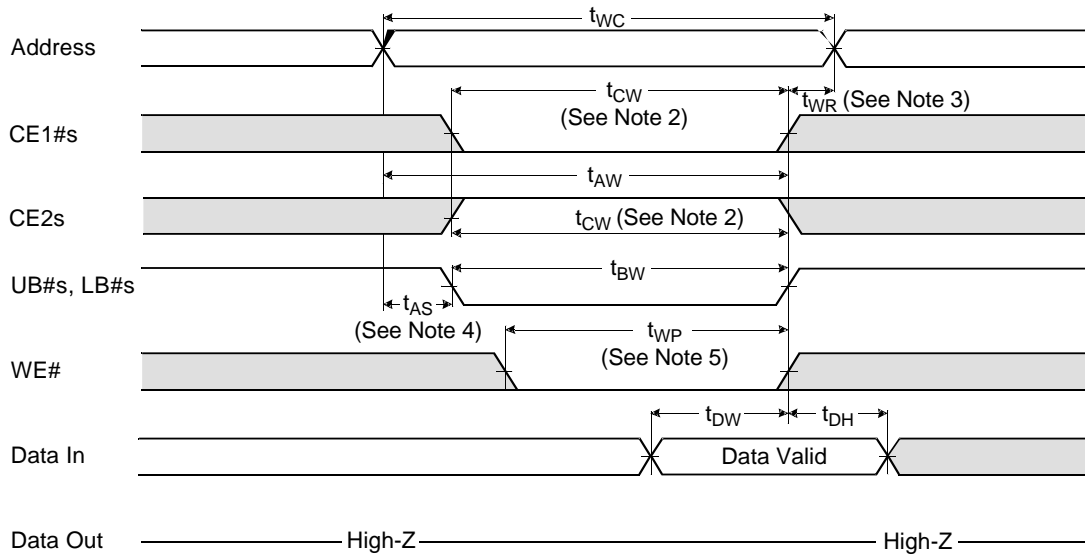 tWC
Address
tCW
(See Note 2)
tWR (See Note 3)
CE1#s
tAW
CE2s
tCW (See Note 2)
UB#s, LB#s
tBW
tAS
(See Note 4)
tWP
(See Note 5)
WE#
tDW
tDH
Data In
Data Valid
Data Out
High-Z
High-Z